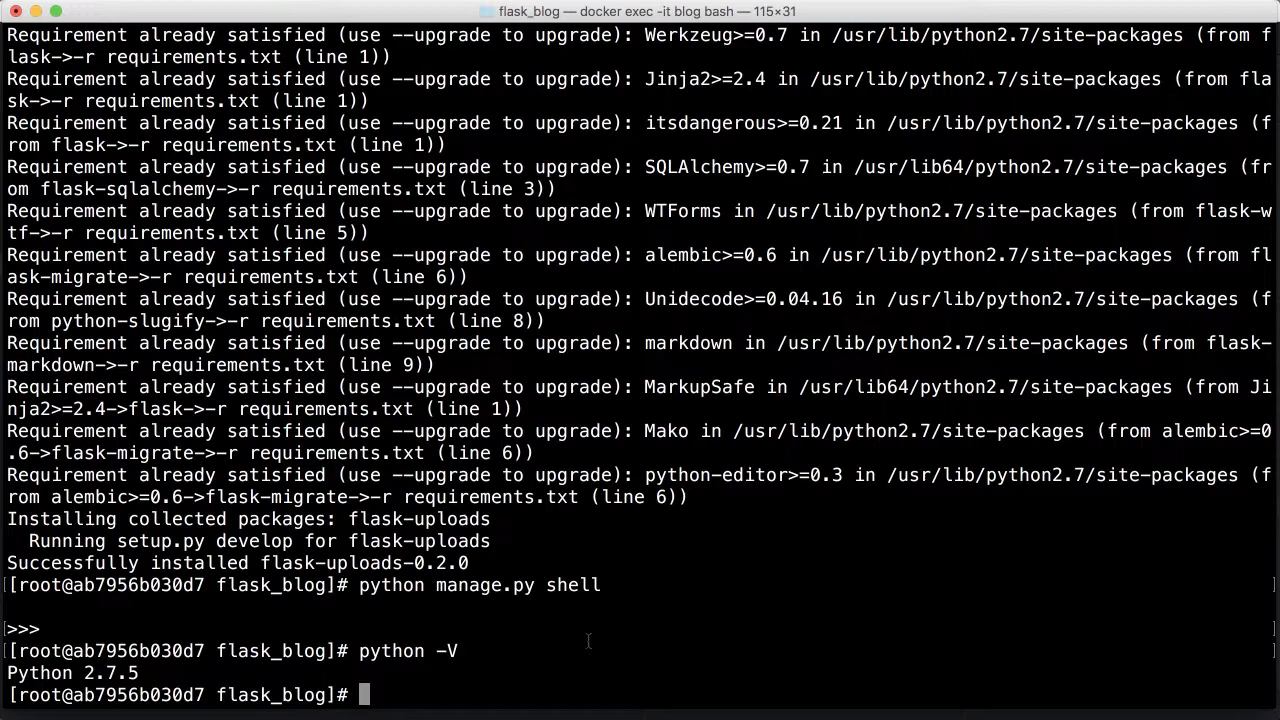 flask_blog — docker exec -it blog bash — 115×31
Requirement already satisfied (use --upgrade to upgrade): Werkzeug>=0.7 in /usr/lib/python2.7/site-packages (from f
lask->-r requirements.txt (line 1))
Requirement already satisfied (use --upgrade to upgrade): Jinja2>=2.4 in /usr/lib/python2.7/site-packages (from fla
sk->-r requirements.txt (line 1))
Requirement already satisfied (use --upgrade to upgrade): itsdangerous>=0.21 in /usr/lib/python2.7/site-packages (f
rom flask->-r requirements.txt (line 1))
Requirement already satisfied (use --upgrade to upgrade): SQLAlchemy>=0.7 in /usr/lib64/python2.7/site-packages (fr
om flask-sqlalchemy->-r requirements.txt (line 3))
Requirement already satisfied (use --upgrade to upgrade): WTForms in /usr/lib/python2.7/site-packages (from flask-w
tf->-r requirements.txt (line 5))
Requirement already satisfied (use --upgrade to upgrade): alembic>=0.6 in /usr/lib/python2.7/site-packages (from fl
ask-migrate->-r requirements.txt (line 6))
Requirement already satisfied (use --upgrade to upgrade): Unidecode>=0.04.16 in /usr/lib/python2.7/site-packages (f
rom python-slugify->-r requirements.txt (line 8))
Requirement already satisfied (use --upgrade to upgrade): markdown in /usr/lib/python2.7/site-packages (from flask-
markdown->-r requirements.txt (line 9))
Requirement already satisfied (use --upgrade to upgrade): MarkupSafe in /usr/lib64/python2.7/site-packages (from Ji
nja2>=2.4->flask->-r requirements.txt (line 1))
Requirement already satisfied (use --upgrade to upgrade): Mako in /usr/lib/python2.7/site-packages (from alembic>=0
.6->flask-migrate->-r requirements.txt (line 6))
Requirement already satisfied (use --upgrade to upgrade): python-editor>=0.3 in /usr/lib/python2.7/site-packages (f
rom alembic>=0.6->flask-migrate->-r requirements.txt (line 6))
Installing collected packages: flask-uploads
  Running setup.py develop for flask-uploads
Successfully installed flask-uploads-0.2.0
[root@ab7956b030d7 flask_blog]# python manage.py shell
>>>
[root@ab7956b030d7 flask_blog]# python -V
Python 2.7.5
[root@ab7956b030d7 flask_blog]#